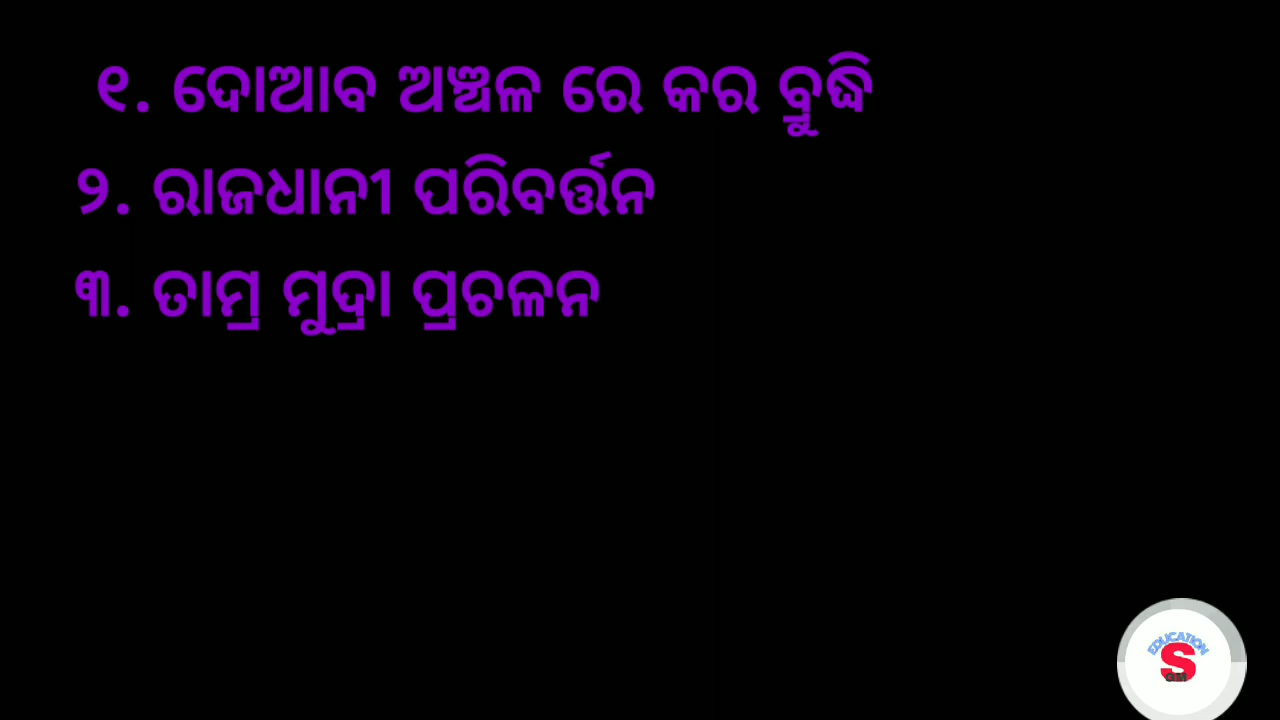 ୧. ଦୋଆବ ଅଞ୍ଚଳ ରେ କର ବ୍ରୁଦ୍ଧି
୨. ରାଜଧାନୀ ପରିବର୍ତ୍ତନ
୩. ତାମ୍ର ମୁଦ୍ରା ପ୍ରଚଳନ
EDUCATION
S